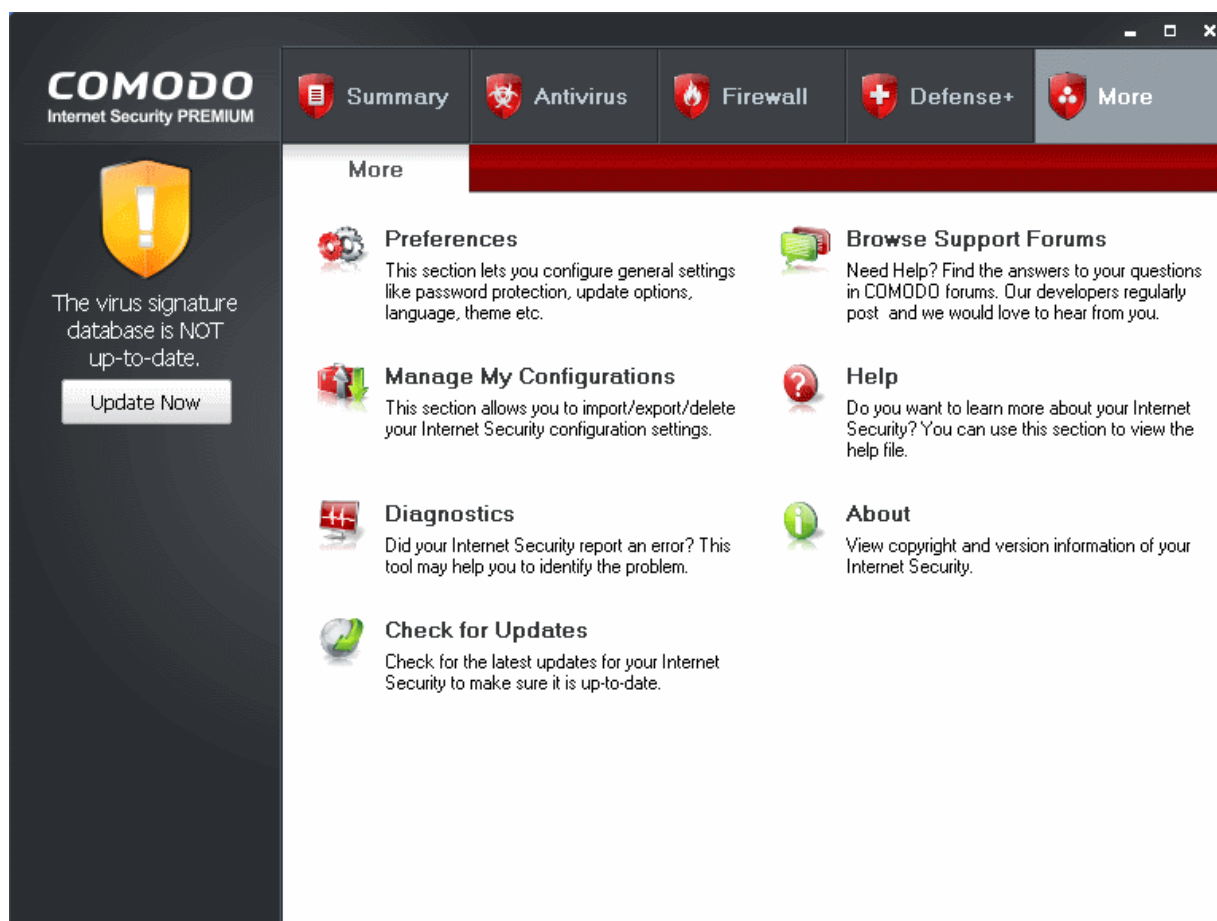 COMODO
Internet Security PREMIUM
Summary
Antivirus
Firewall
Defense+
More
The virus signature
database is NOT
up-to-date.
Update Now
More
Preferences
This section lets you configure general settings
like password protection, update options,
language, theme etc.
Manage My Configurations
This section allows you to import/export/delete
your Internet Security configuration settings.
Diagnostics
Did your Internet Security report an error? This
tool may help you to identify the problem.
Check for Updates
Check for the latest updates for your Internet
Security to make sure it is up-to-date.
Browse Support Forums
Need Help? Find the answers to your questions
in COMODO forums. Our developers regularly
post and we would love to hear from you.
Help
Do you want to learn more about your Internet
Security? You can use this section to view the
help file.
About
View copyright and version information of your
Internet Security.